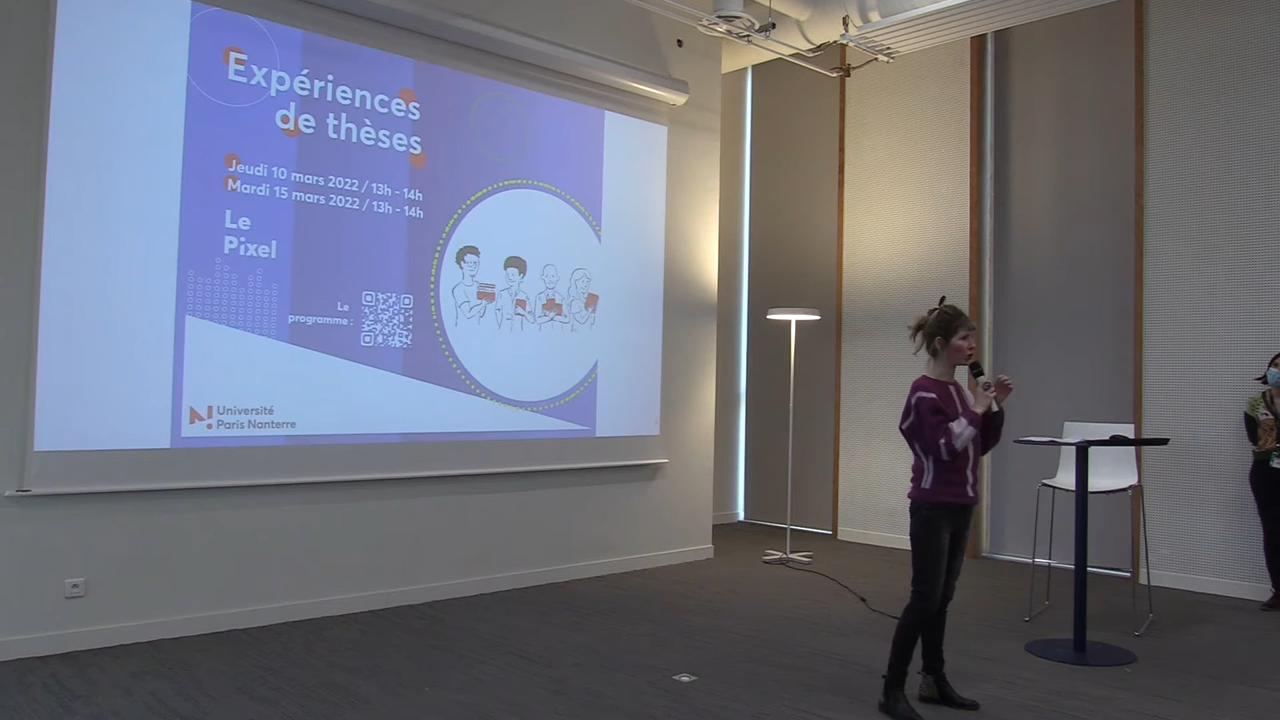 Expériences
de thèses
Jeudi 10 mars 2022 / 13h - 14h
Mardi 15 mars 2022 / 13h - 14h
Le
Pixel
Le
programme :
Université
Paris Nanterre